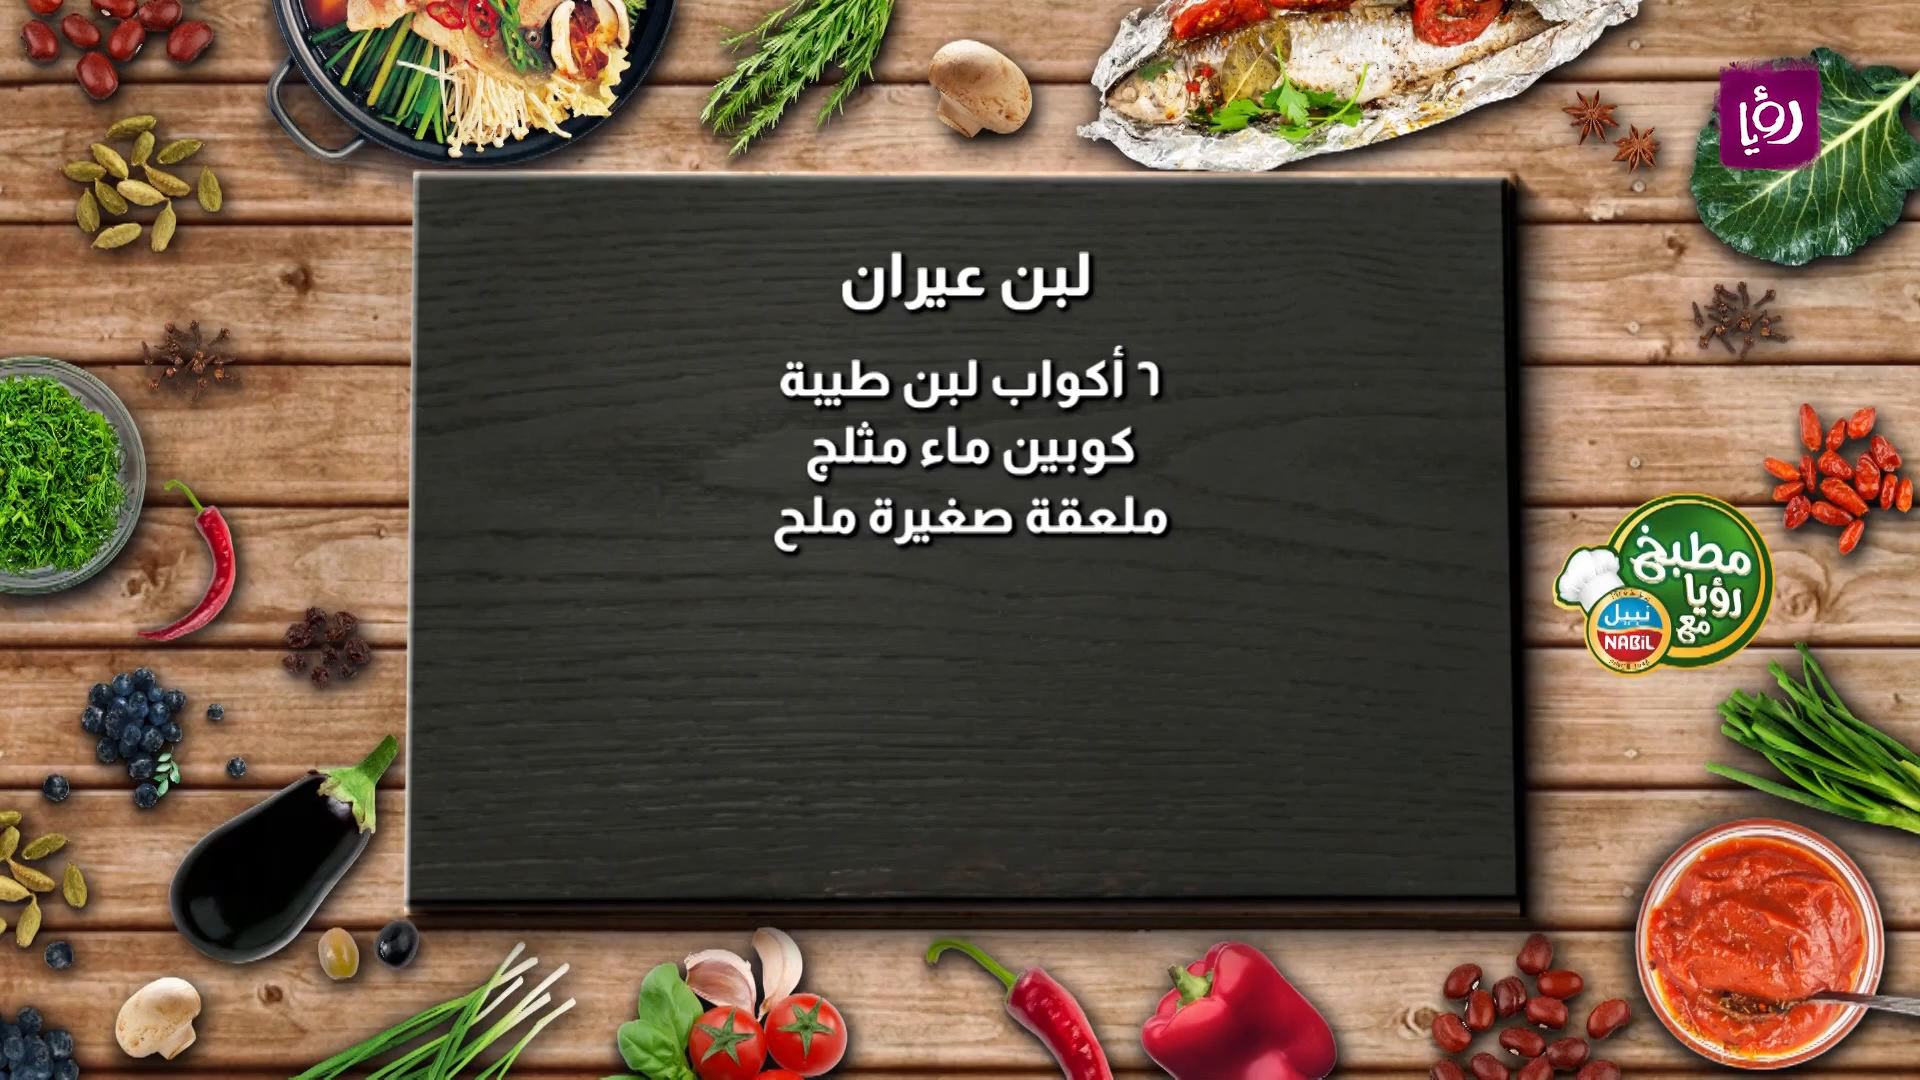 رؤيا
لبن عيران
٦ أكواب لبن طيبة
كوبين ماء مثلج
ملعقة صغيرة ملح
مطبخ
رؤيا
مع
نبيل
NABIL